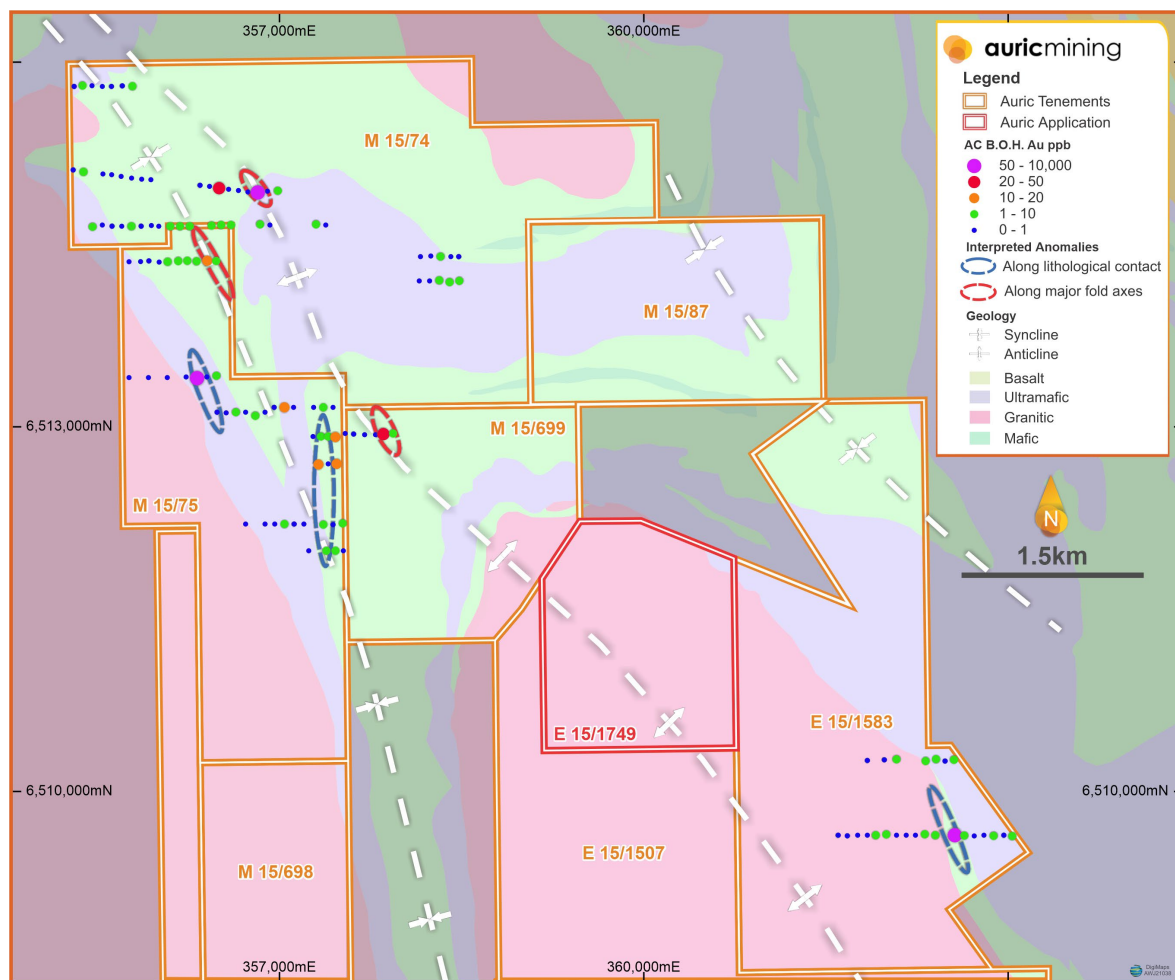 357,000mE
360,000mE
auricmining
Legend
Auric Tenements
Auric Application
AC B.O.H. Au ppb
50 - 10,000
20 - 50
10 - 20
1 - 10
0 - 1
Interpreted Anomalies
Along lithological contact
Along major fold axes
Geology
Syncline
Anticline
Basalt
Ultramafic
Granitic
Mafic
M 15/74
M 15/87
6,513,000mN
M 15/699
M 15/75
N
1.5km
E 15/1749
E 15/1583
6,510,000mN
6,510,000mN
E 15/1507
M 15/698
357,000mE
360,000mE
DigiMaps